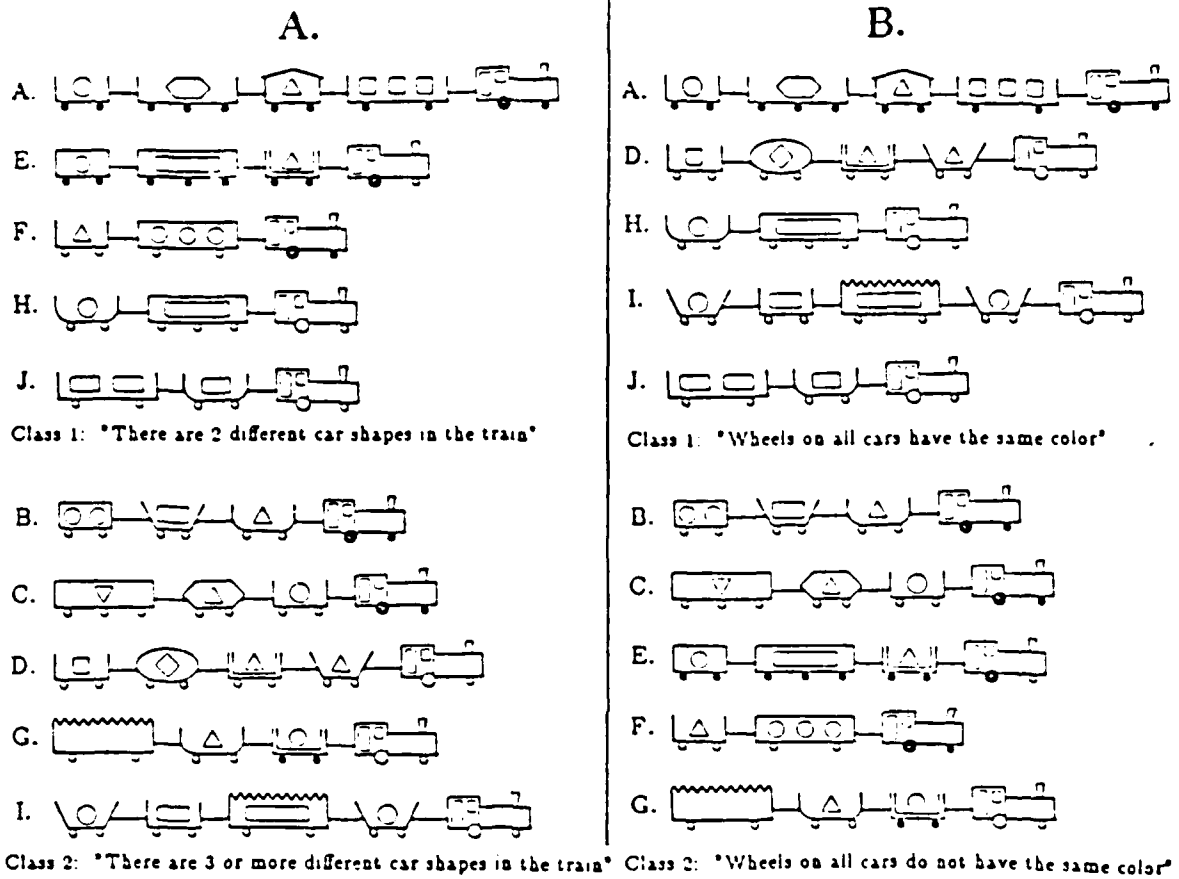 A.
A.
E.
F.
H.
J.
Class 1: "There are 2 different car shapes in the train"
B.
C.
D.
G.
I.
Class 2: "There are 3 or more different car shapes in the train"
B.
A.
D.
H.
I.
J.
Class 1: "Wheels on all cars have the same color"
B.
C.
E.
F.
G.
Class 2: "Wheels on all cars do not have the same color"